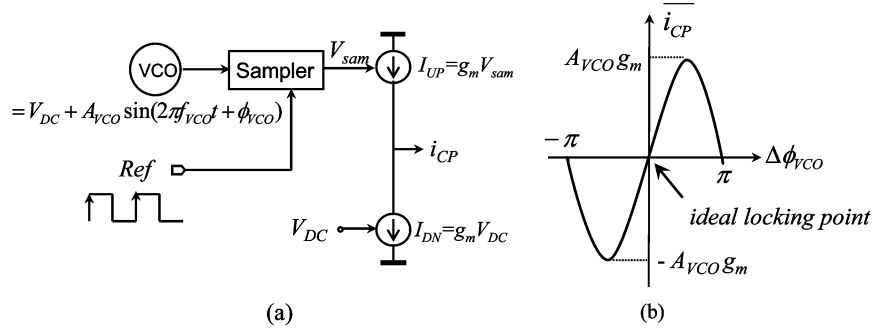 VCO
Sampler
V_sam
I_UP=g_mV_sam
=V_DC+A_VCO sin(2πf_VCOt+ϕ_VCO)
Ref
i_CP
V_DC
I_DN=g_mV_DC
(a)
i_CP
A_VCO g_m
-π
π
Δϕ_VCO
ideal locking point
- A_VCO g_m
(b)